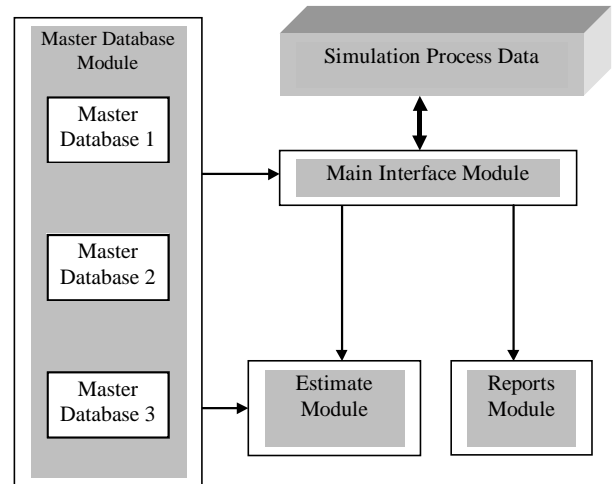 Master Database
Module
Master
Database 1
Master
Database 2
Master
Database 3
Simulation Process Data
Main Interface Module
Estimate
Module
Reports
Module